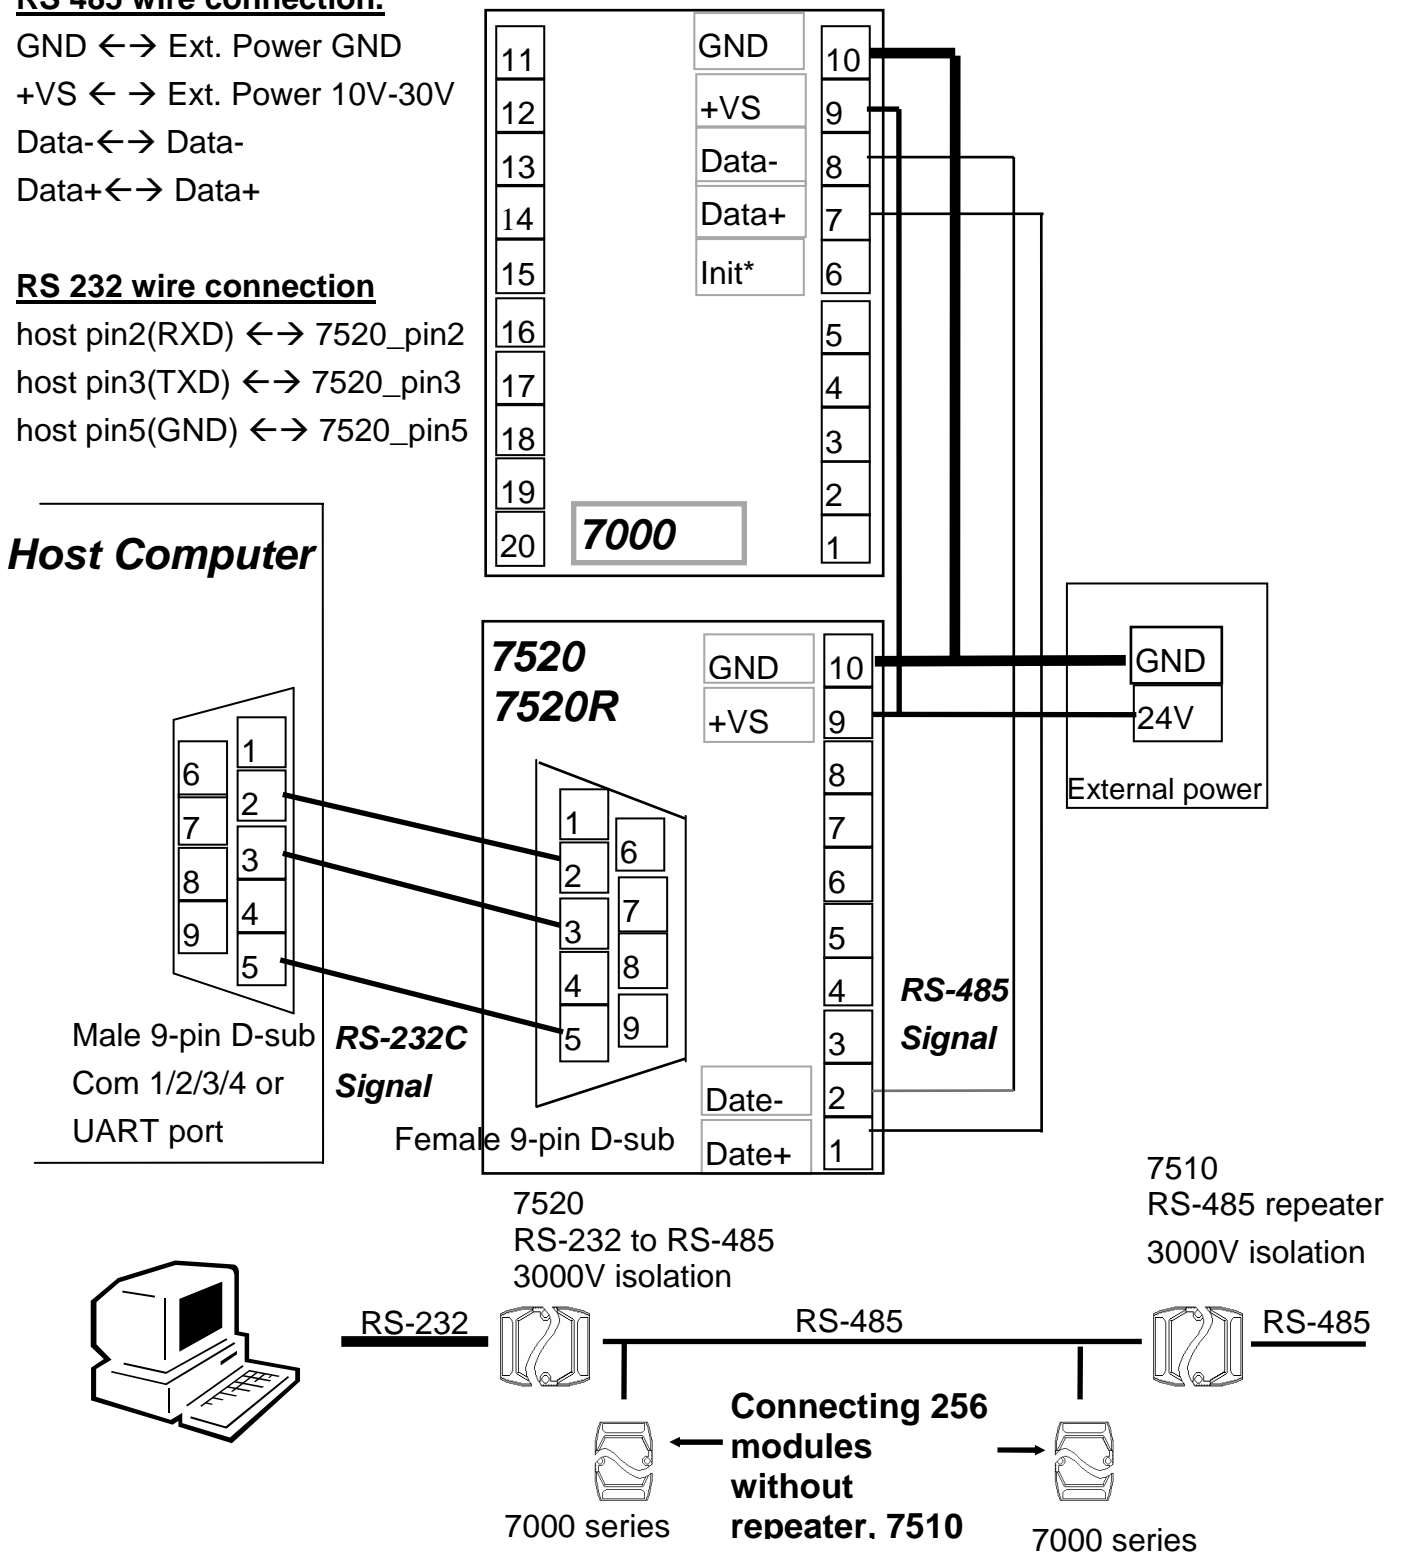 RS 485 wire connection:
GND ←→ Ext. Power GND
+VS ← → Ext. Power 10V-30V
Data-←→ Data-
Data+←→ Data+
RS 232 wire connection
host pin2(RXD) ←→ 7520_pin2
host pin3(TXD) ←→ 7520_pin3
host pin5(GND) ←→ 7520_pin5
11
12
13
14
15
16
17
18
19
20
GND
+VS
Data-
Data+
Init*
10
9
8
7
6
5
4
3
2
1
7000
Host Computer
1
2
3
4
5
6
7
8
9
Male 9-pin D-sub
Com 1/2/3/4 or
UART port
RS-232C
Signal
7520
7520R
GND
+VS
1
2
3
4
5
6
7
8
9
Female 9-pin D-sub
Date-
Date+
10
9
8
7
6
5
4
3
2
1
RS-485
Signal
GND
24V
External power
7520
RS-232 to RS-485
3000V isolation
7510
RS-485 repeater
3000V isolation
RS-232
RS-485
RS-485
Connecting 256
modules
without
repeater, 7510
7000 series
7000 series